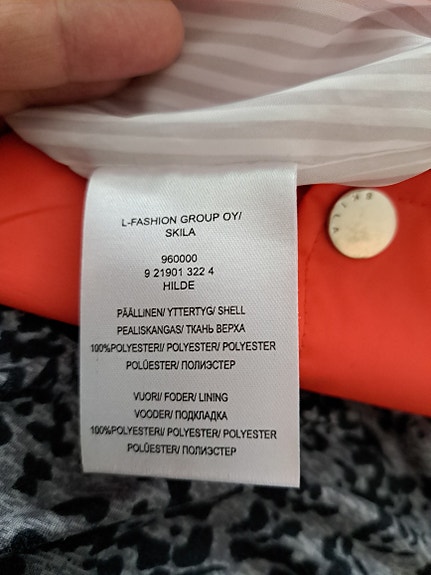 L-FASHION GROUP OY/
SKILA
960000
9 21901 322 4
HILDE
PÄÄLLINEN/ YTTERTYG/ SHELL
PEALISKANGAS/ ТКАНЬ ВЕРХА
100%POLYESTERI/ POLYESTER/ POLYESTER
POLÜESTER/ ПОЛИЭСТЕР
VUORI/ FODER/ LINING
VOODER/ ПОДКЛАДКА
100%POLYESTERI/ POLYESTER/ POLYESTER
POLÜESTER/ ПОЛИЭСТЕР
SKILA